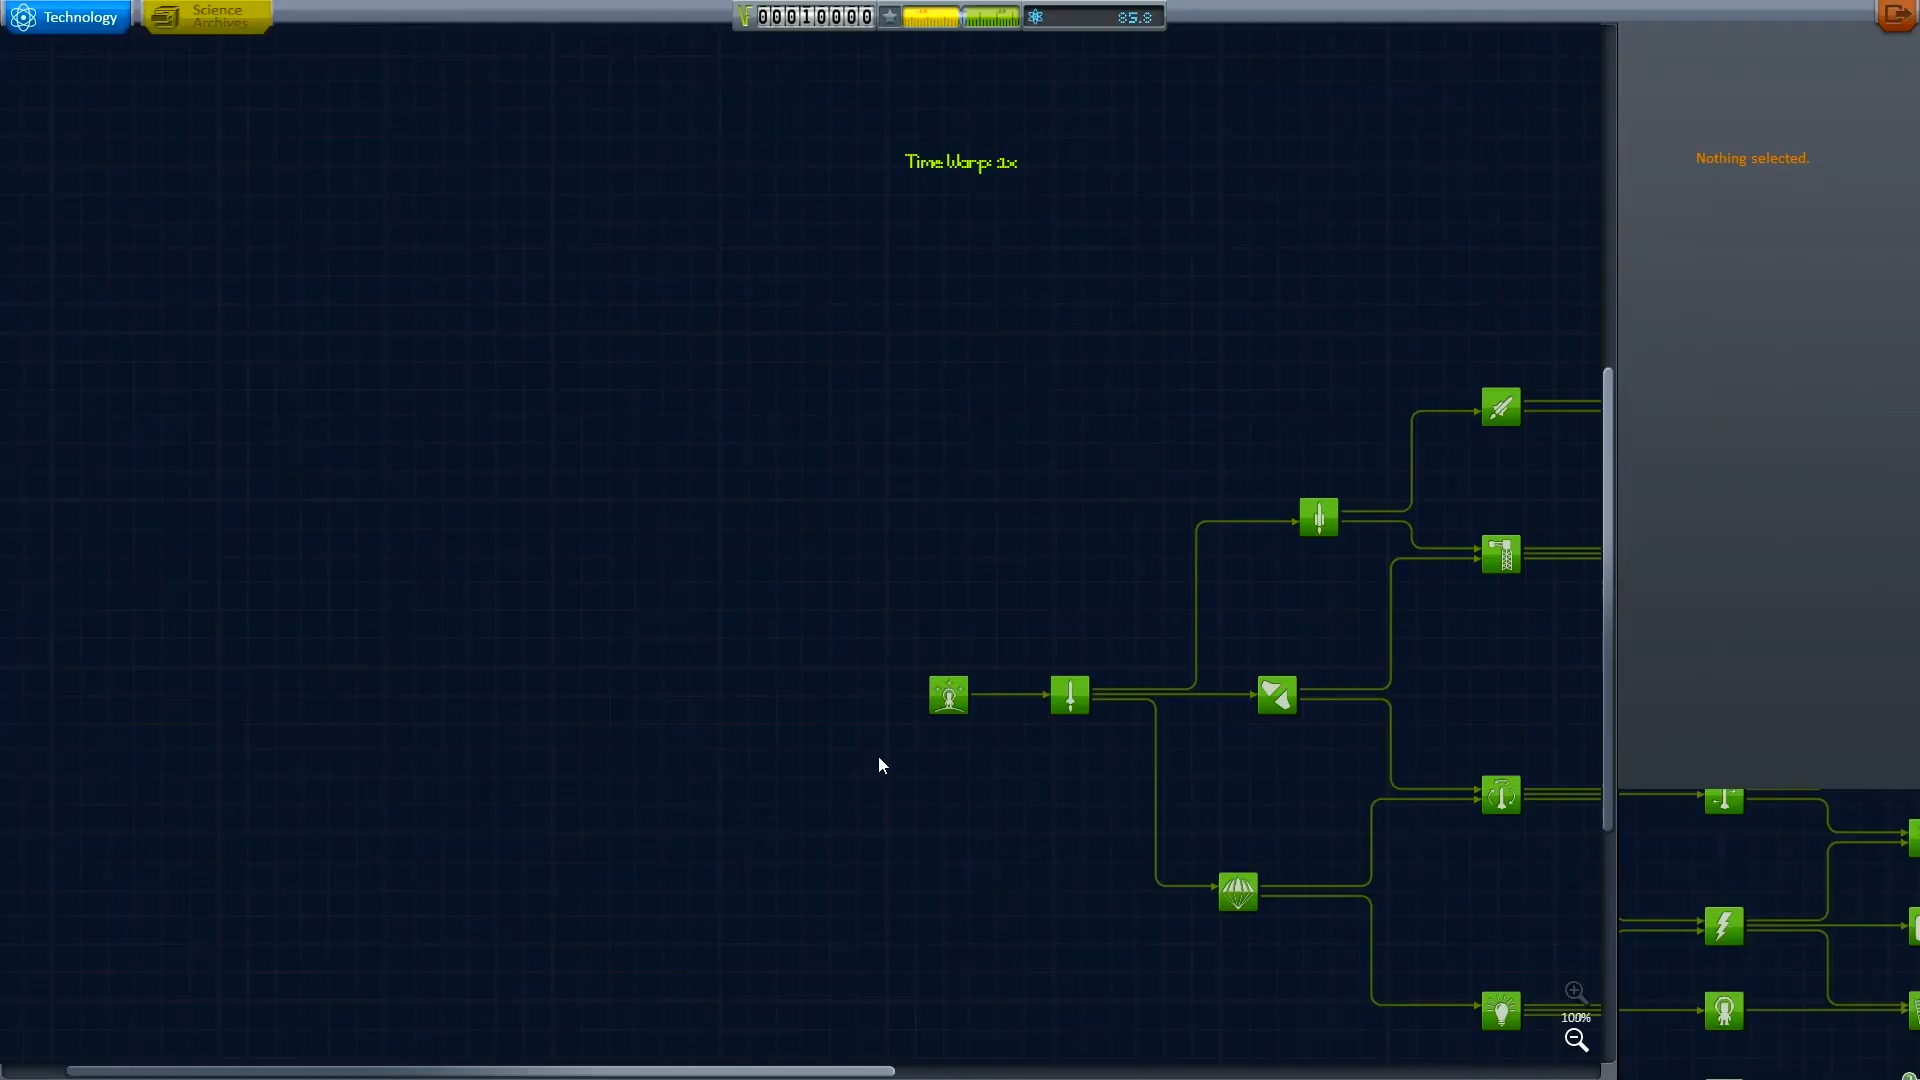 Technology
Science
Archives
00010000
85.8
Time Warp: 1x
Nothing selected.
100%